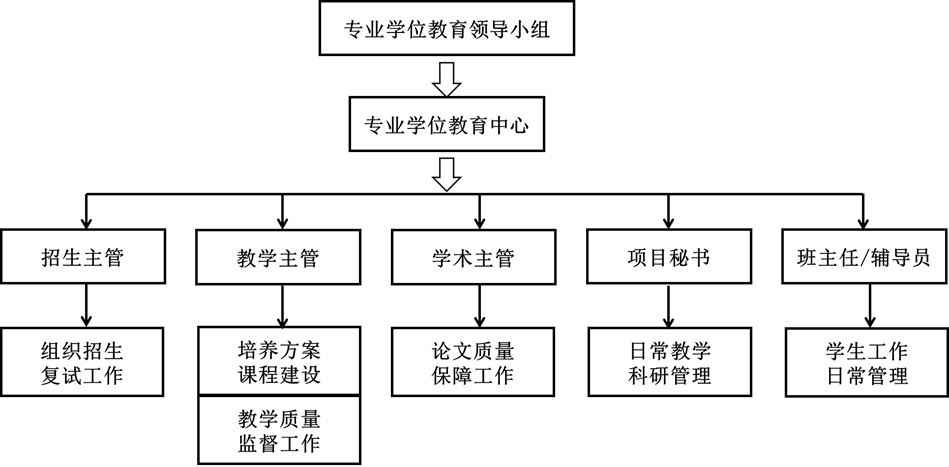 专业学位教育领导小组
专业学位教育中心
招生主管
教学主管
学术主管
项目秘书
班主任/辅导员
组织招生
复试工作
培养方案
课程建设
教学质量
监督工作
论文质量
保障工作
日常教学
科研管理
学生工作
日常管理